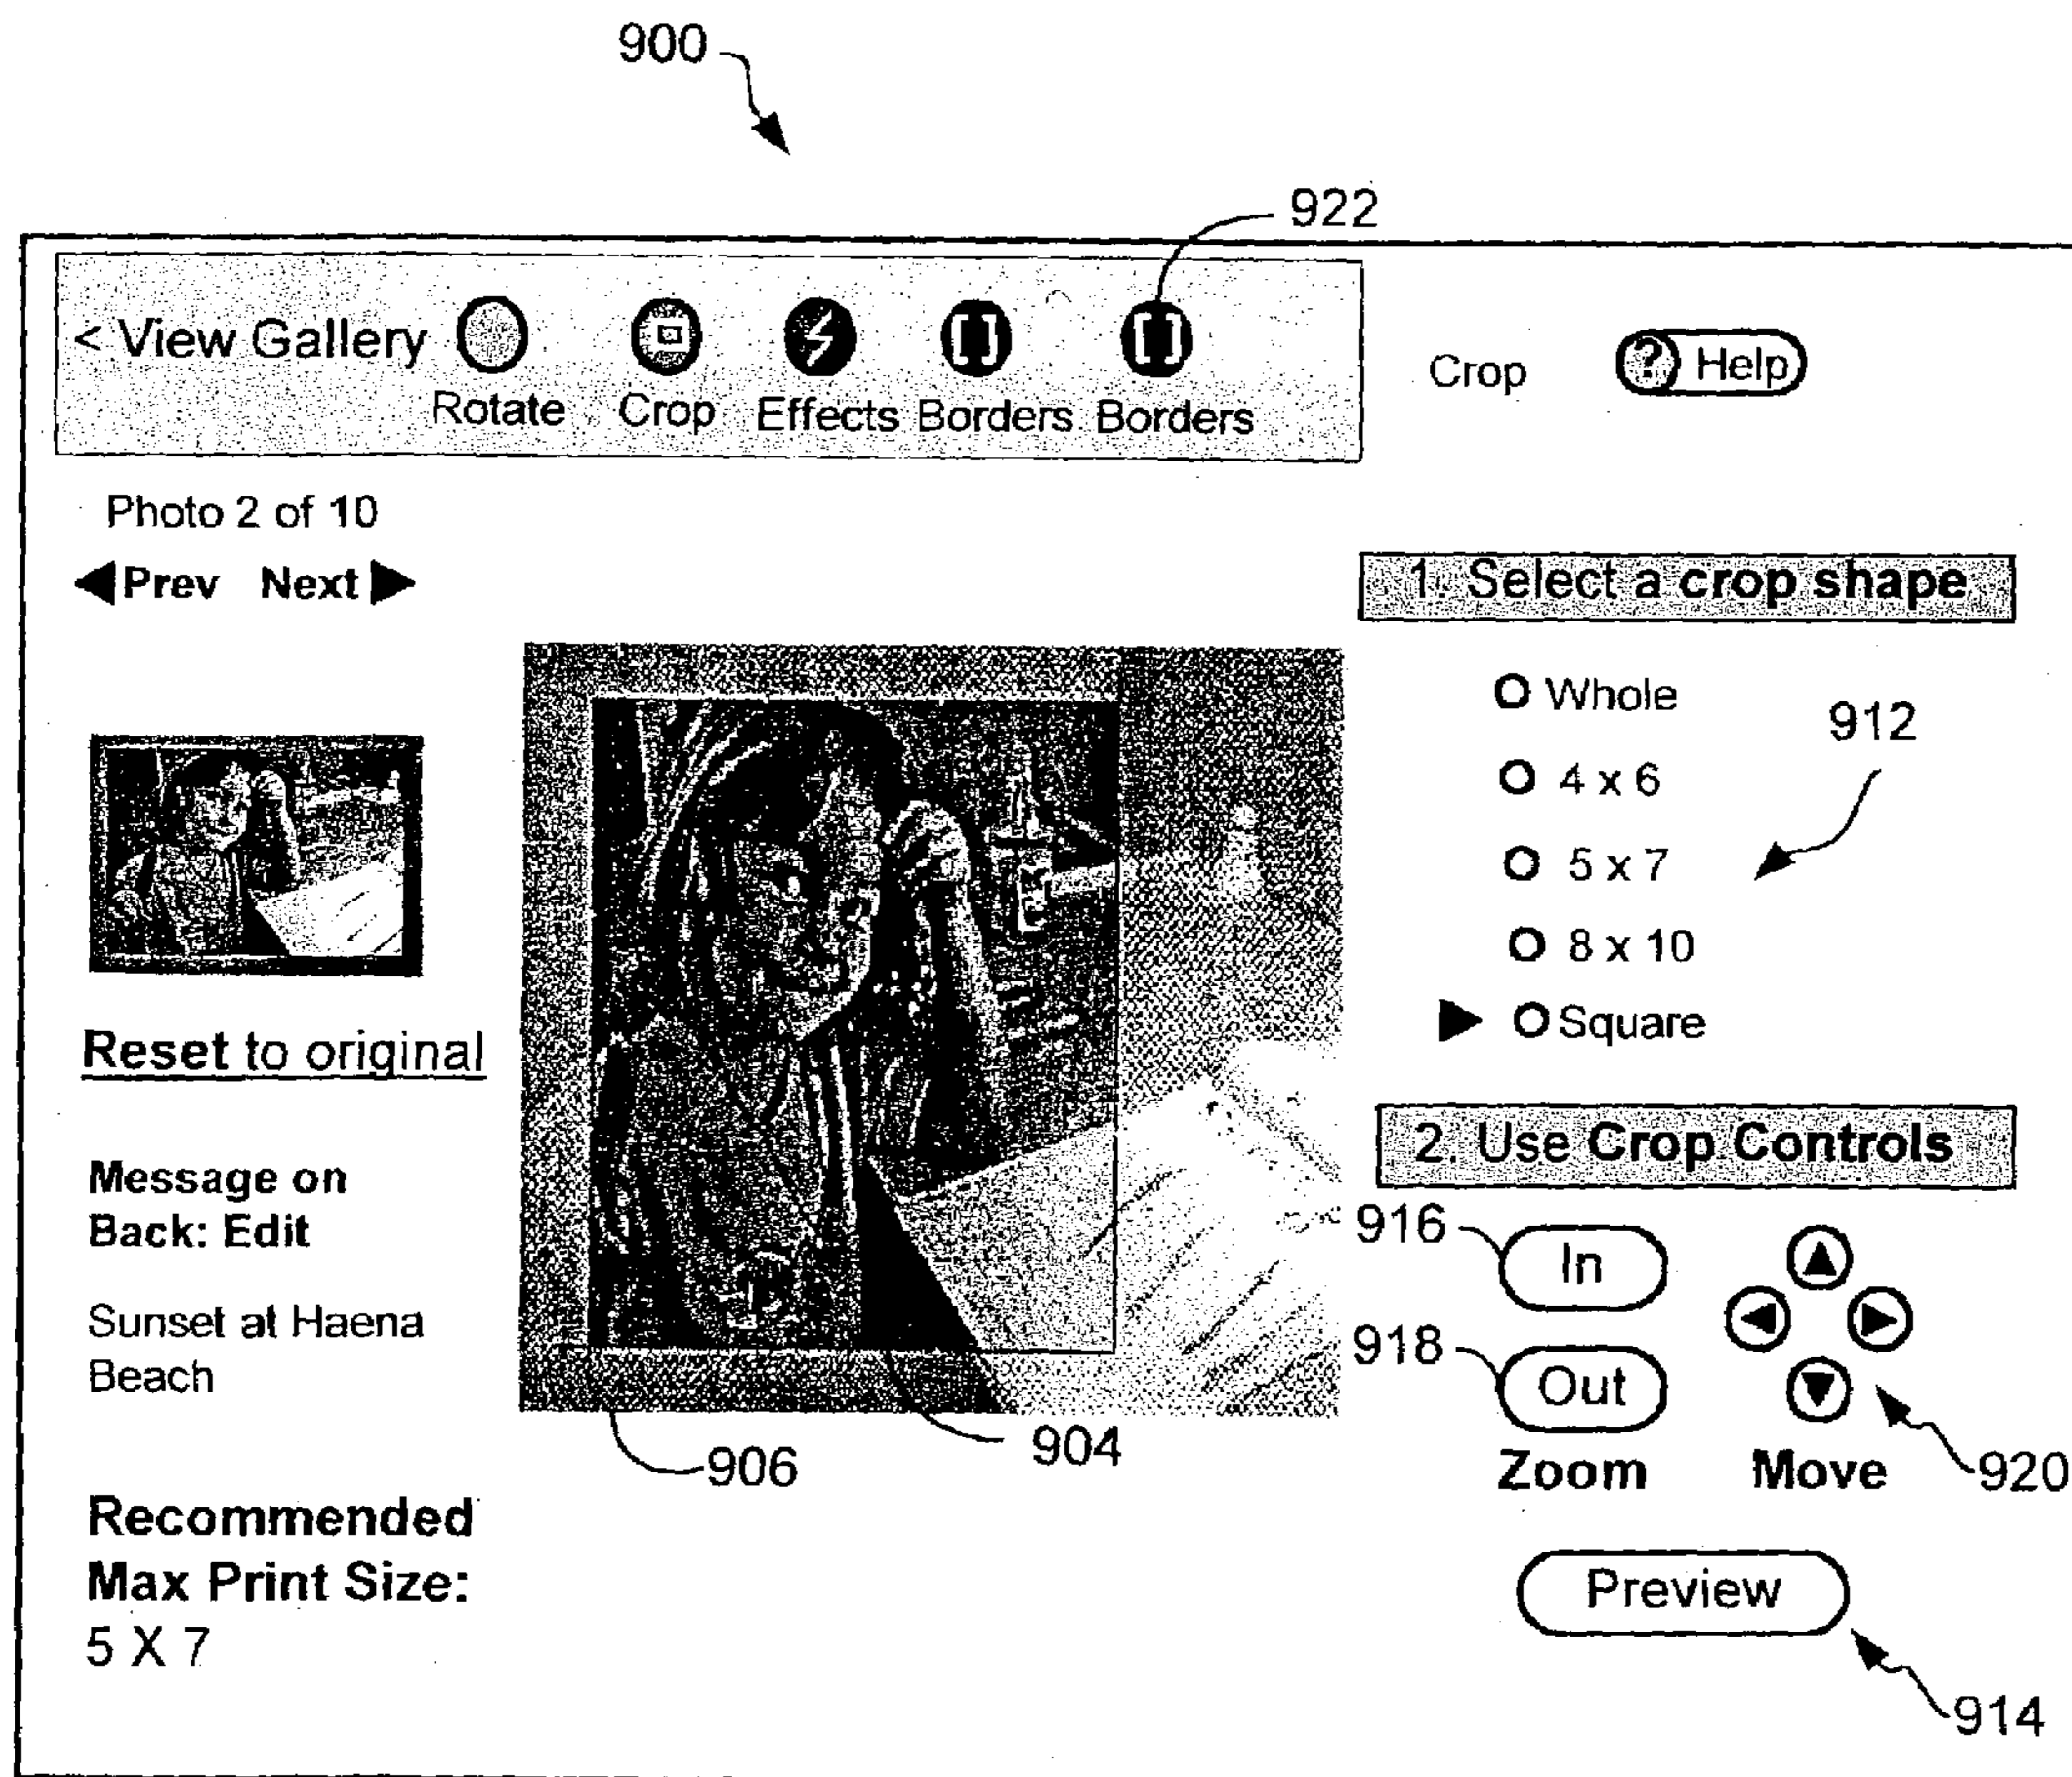 900
922
< View Gallery
Rotate Crop Effects Borders Borders
Crop
? Help
Photo 2 of 10
Prev Next
1. Select a crop shape
Whole
4 x 6
5 x 7
8 x 10
Square
912
Reset to original
Message on
Back: Edit
Sunset at Haena
Beach
Recommended
Max Print Size:
5 X 7
906
904
2. Use Crop Controls
916
In
918
Out
Zoom
Move
920
Preview
914